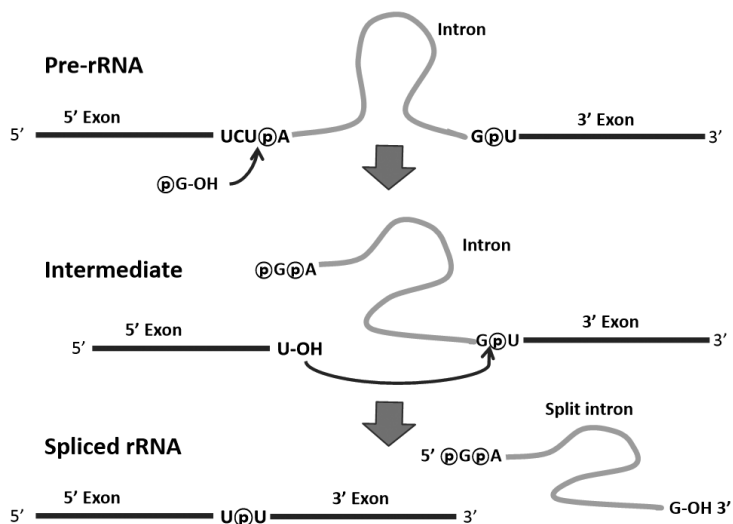 Intron
Pre-rRNA
5’ Exon
3’ Exon
5’ UCUpA GpU 3’
pG-OH
Intron
Intermediate
pGpA
5’ Exon
3’ Exon
5’ U-OH GpU 3’
Split intron
Spliced rRNA
5’ pGpA
5’ Exon 3’ Exon
G-OH 3’
5’ UpU 3’